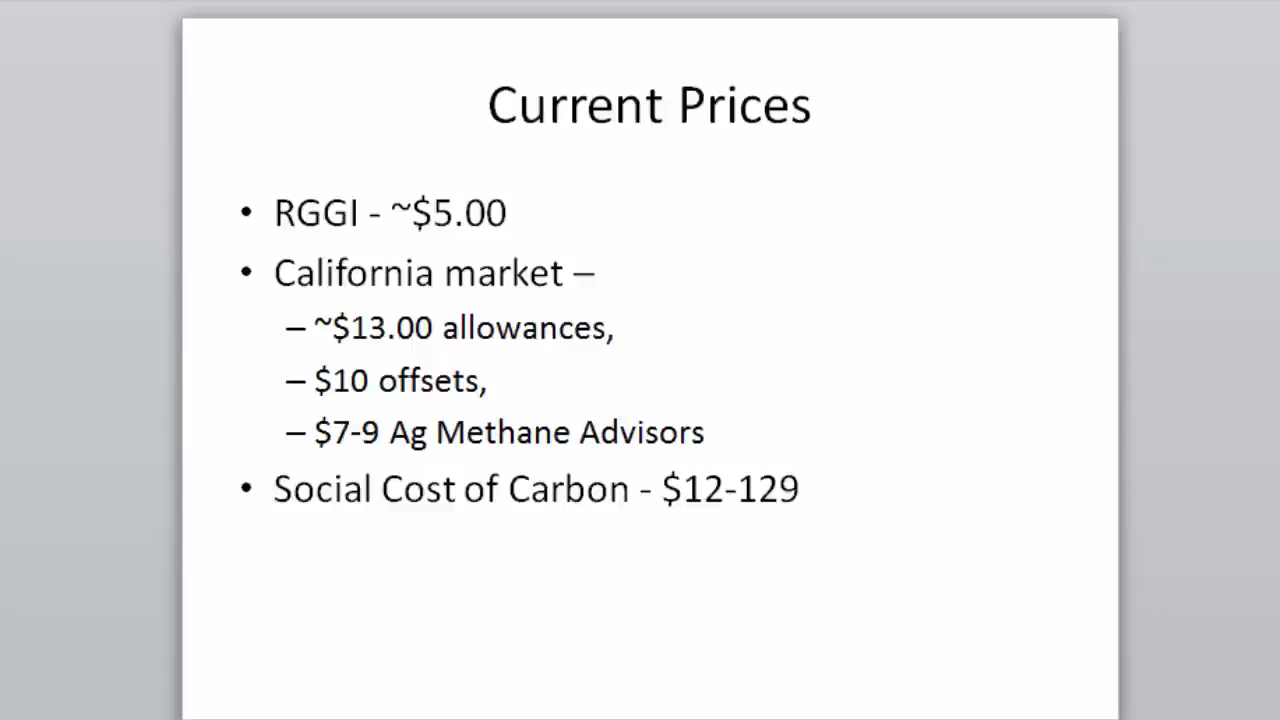 Current Prices
• RGGI - ~$5.00
• California market –
– ~$13.00 allowances,
– $10 offsets,
– $7-9 Ag Methane Advisors
• Social Cost of Carbon - $12-129